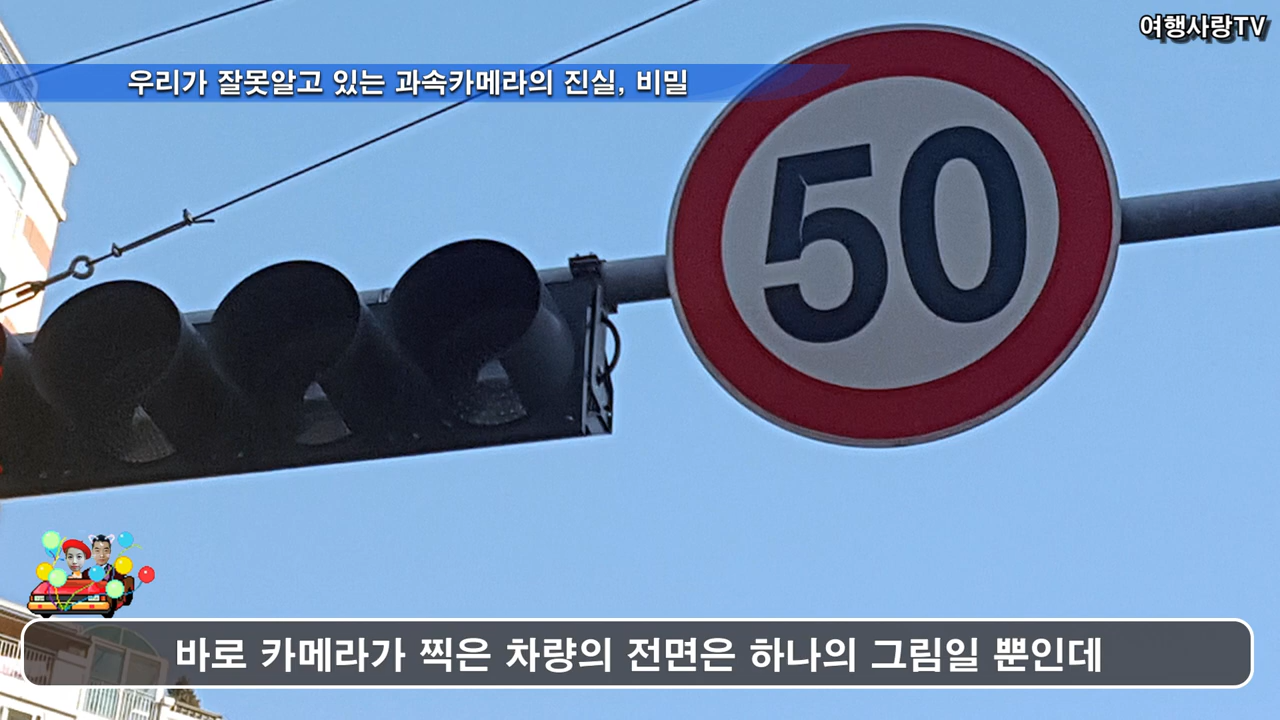 여행사랑TV
우리가 잘못알고 있는 과속카메라의 진실, 비밀
50
바로 카메라가 찍은 차량의 전면은 하나의 그림일 뿐인데